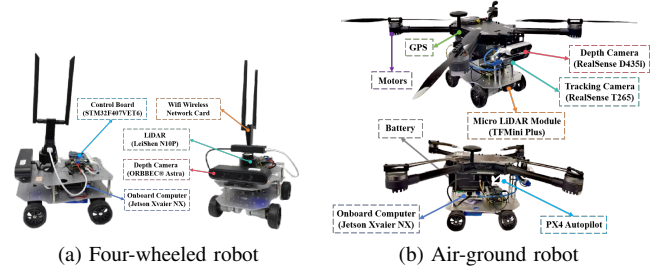 Control Board
(STM32F407VET6)
Wifi Wireless
Network Card
LiDAR
(LeiShen N10P)
Depth Camera
(ORBBEC® Astra)
Onboard Computer
(Jetson Xvaier NX)
(a) Four-wheeled robot
GPS
Motors
Depth Camera
(RealSense D435i)
Tracking Camera
(RealSense T265)
Micro LiDAR Module
(TFMini Plus)
Battery
Onboard Computer
(Jetson Xvaier NX)
PX4 Autopilot
(b) Air-ground robot